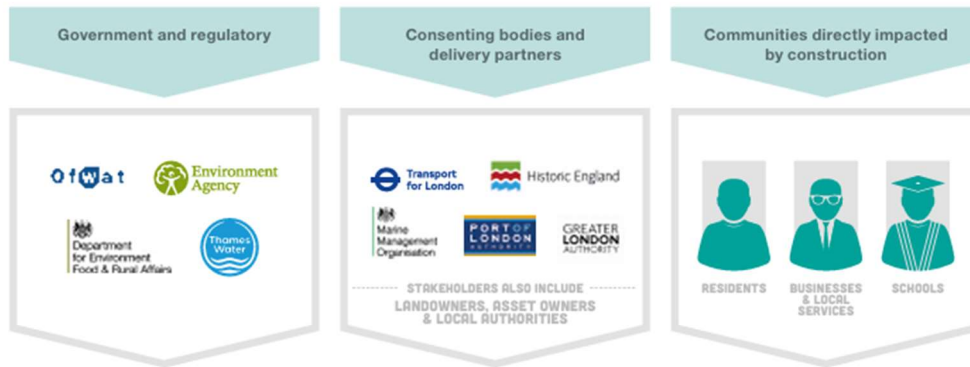 Government and regulatory
Consenting bodies and
delivery partners
Communities directly impacted
by construction
OfWat
Environment
Agency
Department
for Environment
Food & Rural Affairs
Thames
Water
Transport
for London
Historic England
Marine
Management
Organisation
PORT OF
LONDON
AUTHORITY
GREATER
LONDON
AUTHORITY
STAKEHOLDERS ALSO INCLUDE
LANDOWNERS, ASSET OWNERS
& LOCAL AUTHORITIES
RESIDENTS
BUSINESSES
& LOCAL
SERVICES
SCHOOLS